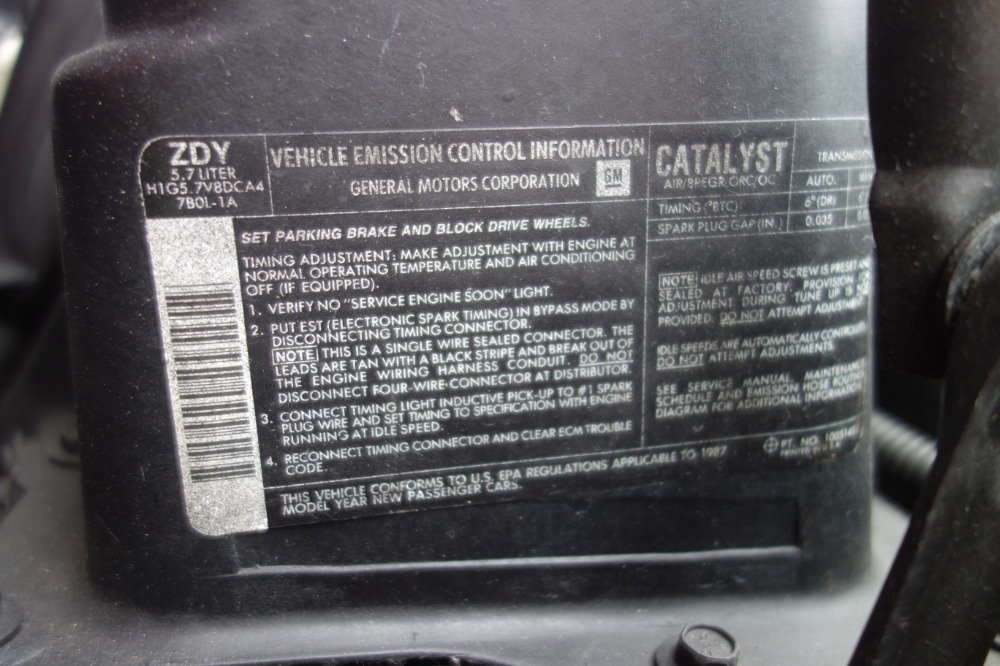 ZDY
5.7 LITER
H1G5.7V8DCA4
7B0L-1A
VEHICLE EMISSION CONTROL INFORMATION
GENERAL MOTORS CORPORATION
GM
CATALYST
AIR/BPEGR, ORC/OC
TRANSMISSION
AUTO.
TIMING (°BTC)
6°(DR)
SPARK PLUG GAP (IN.)
0.035
SET PARKING BRAKE AND BLOCK DRIVE WHEELS.
TIMING ADJUSTMENT: MAKE ADJUSTMENT WITH ENGINE AT
NORMAL OPERATING TEMPERATURE AND AIR CONDITIONING
OFF (IF EQUIPPED).
1. VERIFY NO "SERVICE ENGINE SOON" LIGHT.
2. PUT EST (ELECTRONIC SPARK TIMING) IN BYPASS MODE BY
DISCONNECTING TIMING CONNECTOR.
NOTE THIS IS A SINGLE WIRE SEALED CONNECTOR. THE
LEADS ARE TAN WITH A BLACK STRIPE AND BREAK OUT OF
THE ENGINE WIRING HARNESS CONDUIT. DO NOT
DISCONNECT FOUR-WIRE CONNECTOR AT DISTRIBUTOR.
3. CONNECT TIMING LIGHT INDUCTIVE PICK-UP TO #1 SPARK
PLUG WIRE AND SET TIMING TO SPECIFICATION WITH ENGINE
RUNNING AT IDLE SPEED.
4. RECONNECT TIMING CONNECTOR AND CLEAR ECM TROUBLE
CODE.
NOTE IDLE AIR SPEED SCREW IS PRESET AND
SEALED AT FACTORY. PROVISION FOR
ADJUSTMENT DURING TUNE UP IS
PROVIDED. DO NOT ATTEMPT ADJUSTMENT
IDLE SPEEDS ARE AUTOMATICALLY CONTROLLED
DO NOT ATTEMPT ADJUSTMENTS.
SEE SERVICE MANUAL, MAINTENANCE
SCHEDULE AND EMISSION HOSE ROUTING
DIAGRAM FOR ADDITIONAL INFORMATION
PT. NO.
THIS VEHICLE CONFORMS TO U.S. EPA REGULATIONS APPLICABLE TO 1987
MODEL YEAR NEW PASSENGER CARS.